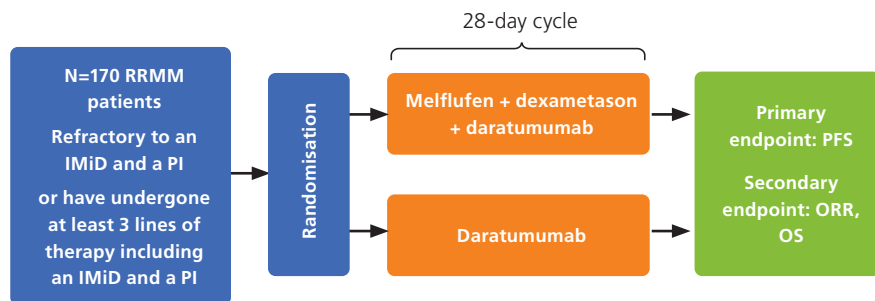 28-day cycle
N=170 RRMM
patients
Refractory to an
IMiD and a PI
or have undergone
at least 3 lines of
therapy including
an IMiD and a PI
Randomisation
Melflufen + dexametason
+ daratumumab
Daratumumab
Primary
endpoint: PFS
Secondary
endpoint: ORR,
OS